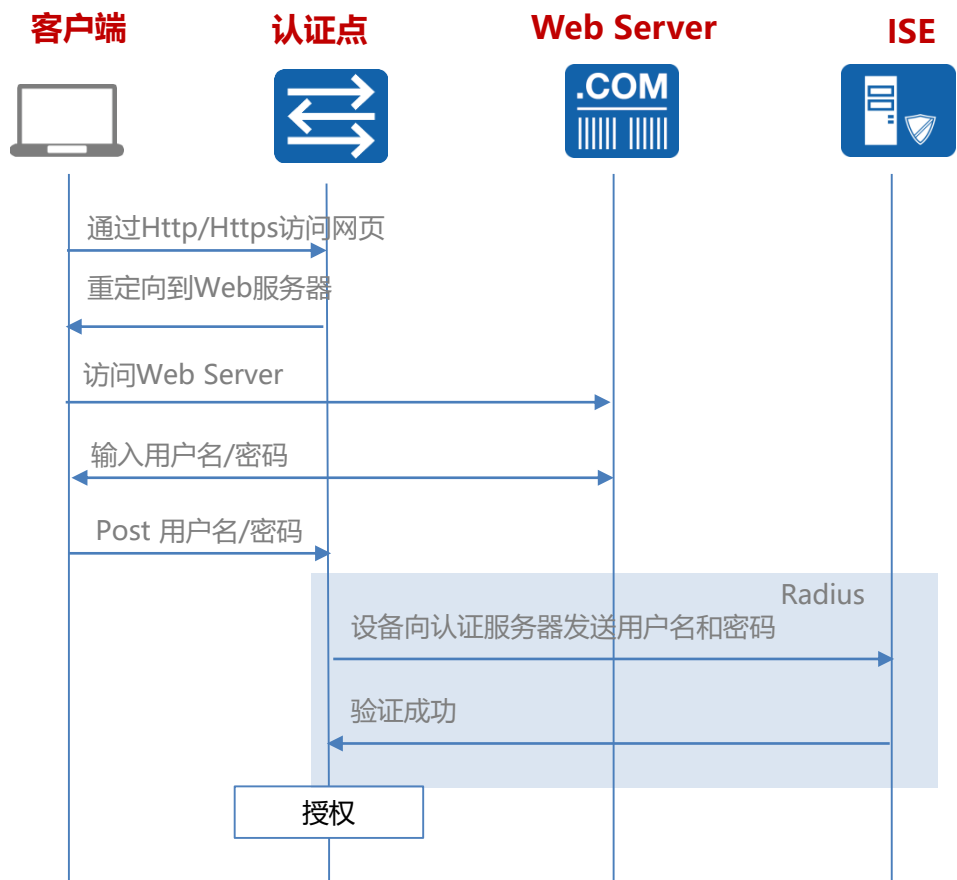 客户端 认证点 Web Server ISE
.COM
通过Http/Https访问网页
重定向到Web服务器
访问Web Server
输入用户名/密码
Post 用户名/密码
Radius
设备向认证服务器发送用户名和密码
验证成功
授权